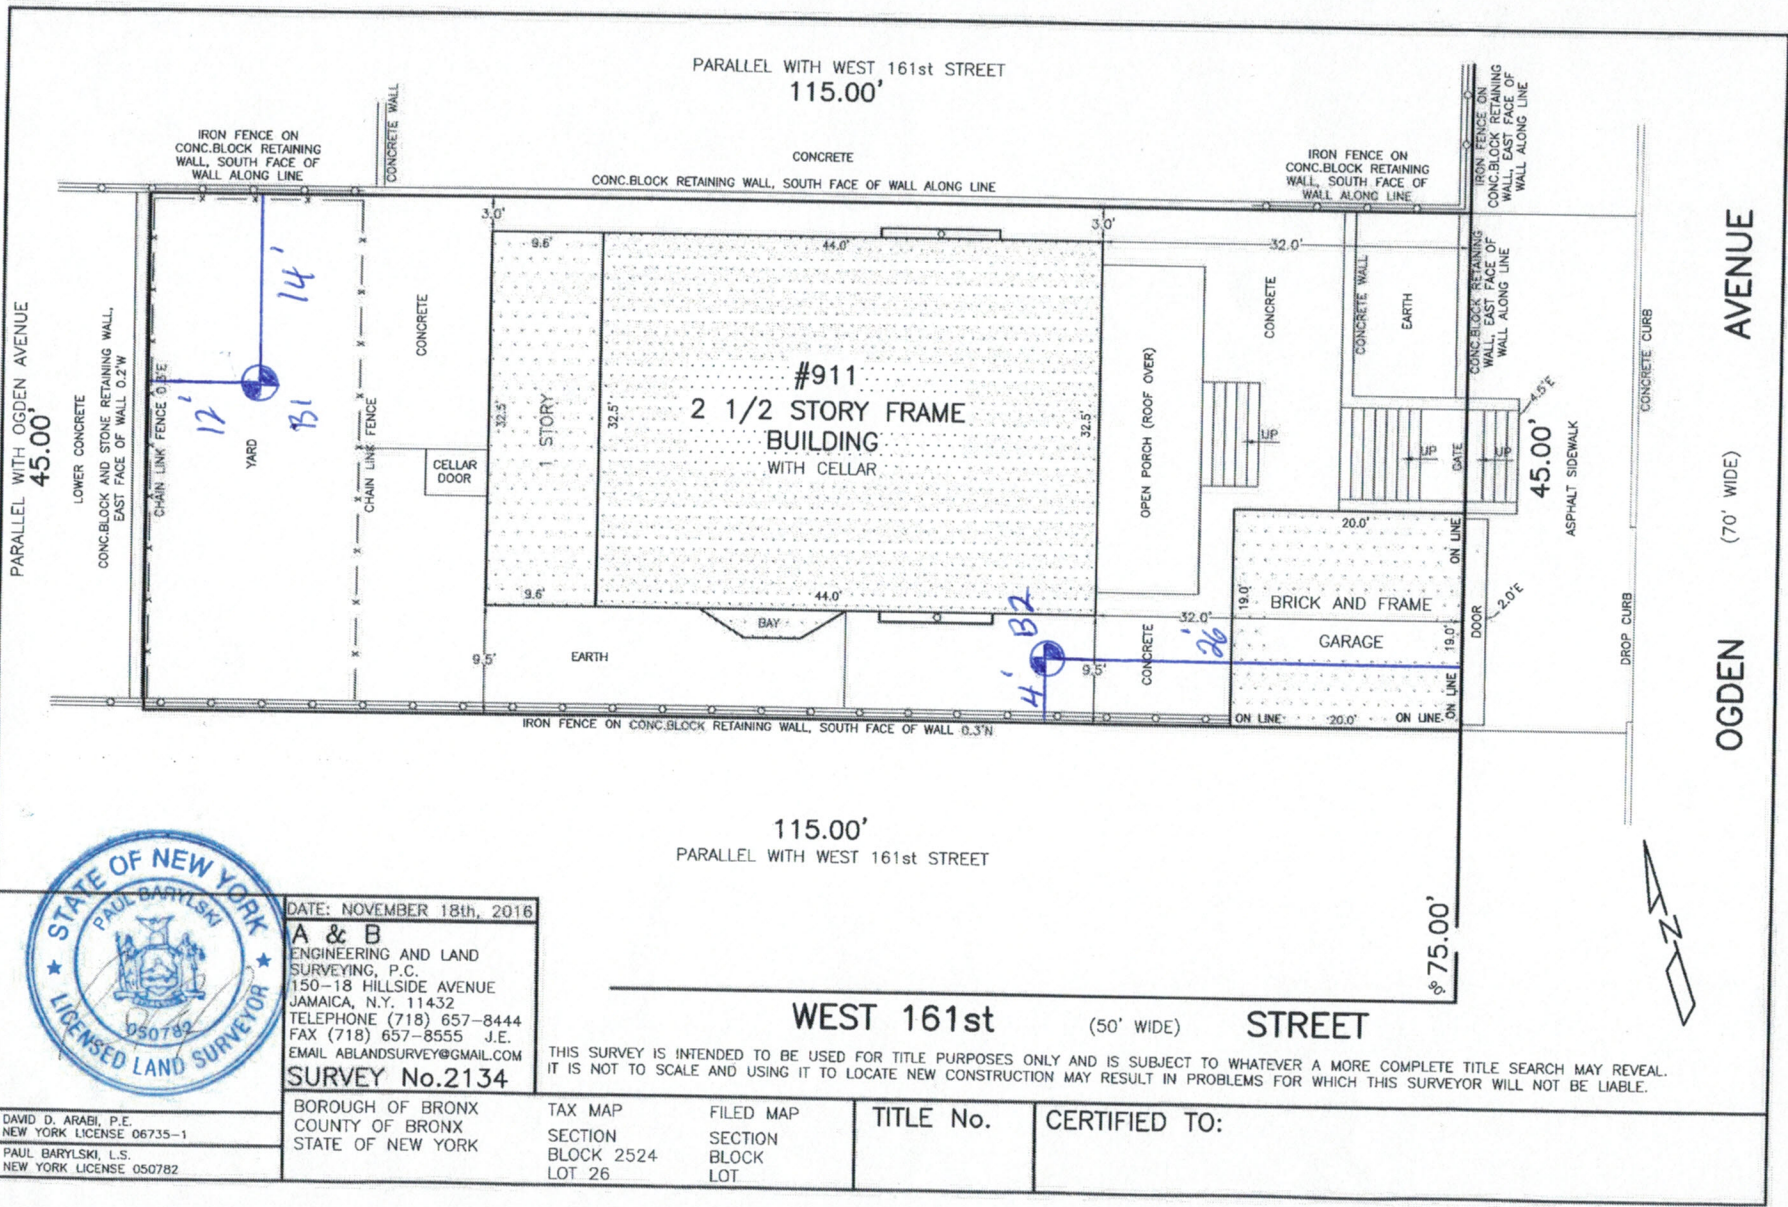 PARALLEL WITH WEST 161st STREET
115.00'
IRON FENCE ON
CONC.BLOCK RETAINING
WALL, SOUTH FACE OF
WALL ALONG LINE
CONCRETE WALL
CONCRETE
CONC.BLOCK RETAINING WALL, SOUTH FACE OF WALL ALONG LINE
IRON FENCE ON
CONC.BLOCK RETAINING
WALL, SOUTH FACE OF
WALL ALONG LINE
IRON FENCE ON
CONC.BLOCK RETAINING
WALL, EAST FACE OF
WALL ALONG LINE
PARALLEL WITH OGDEN AVENUE
45.00'
LOWER CONCRETE
CONC.BLOCK AND STONE RETAINING WALL,
EAST FACE OF WALL 0.2'W
CHAIN LINK FENCE 0.3'E
12'
14'
B1
YARD
CHAIN LINK FENCE
CONCRETE
CELLAR
DOOR
3.0'
9.6'
44.0'
3.0'
32.0'
32.5'
1 STORY
32.5'
#911
2 1/2 STORY FRAME
BUILDING
WITH CELLAR
32.5'
OPEN PORCH (ROOF OVER)
UP
CONCRETE
CONCRETE WALL
EARTH
CONC.BLOCK RETAINING
WALL, EAST FACE OF
WALL ALONG LINE
4.5'E
UP
GATE
UP
45.00'
ASPHALT SIDEWALK
CONCRETE CURB
DROP CURB
OGDEN (70' WIDE) AVENUE
9.6'
44.0'
BAY
9.5'
EARTH
B2
4'
9.5'
CONCRETE
32.0'
26'
20.0'
ON LINE
19.0'
BRICK AND FRAME
GARAGE
19.0'
ON LINE
DOOR
2.0'E
ON LINE 20.0' ON LINE
IRON FENCE ON CONC.BLOCK RETAINING WALL, SOUTH FACE OF WALL 0.3'N
115.00'
PARALLEL WITH WEST 161st STREET
75.00'
90°
N
WEST 161st (50' WIDE) STREET
THIS SURVEY IS INTENDED TO BE USED FOR TITLE PURPOSES ONLY AND IS SUBJECT TO WHATEVER A MORE COMPLETE TITLE SEARCH MAY REVEAL.
IT IS NOT TO SCALE AND USING IT TO LOCATE NEW CONSTRUCTION MAY RESULT IN PROBLEMS FOR WHICH THIS SURVEYOR WILL NOT BE LIABLE.
STATE OF NEW YORK
PAUL BARYLSKI
050782
LICENSED LAND SURVEYOR
DATE: NOVEMBER 18th, 2016
A & B
ENGINEERING AND LAND
SURVEYING, P.C.
150-18 HILLSIDE AVENUE
JAMAICA, N.Y. 11432
TELEPHONE (718) 657-8444
FAX (718) 657-8555 J.E.
EMAIL ABLANDSURVEY@GMAIL.COM
SURVEY No.2134
DAVID D. ARABI, P.E.
NEW YORK LICENSE 06735-1
PAUL BARYLSKI, L.S.
NEW YORK LICENSE 050782
BOROUGH OF BRONX
COUNTY OF BRONX
STATE OF NEW YORK
TAX MAP
SECTION
BLOCK 2524
LOT 26
FILED MAP
SECTION
BLOCK
LOT
TITLE No.
CERTIFIED TO: